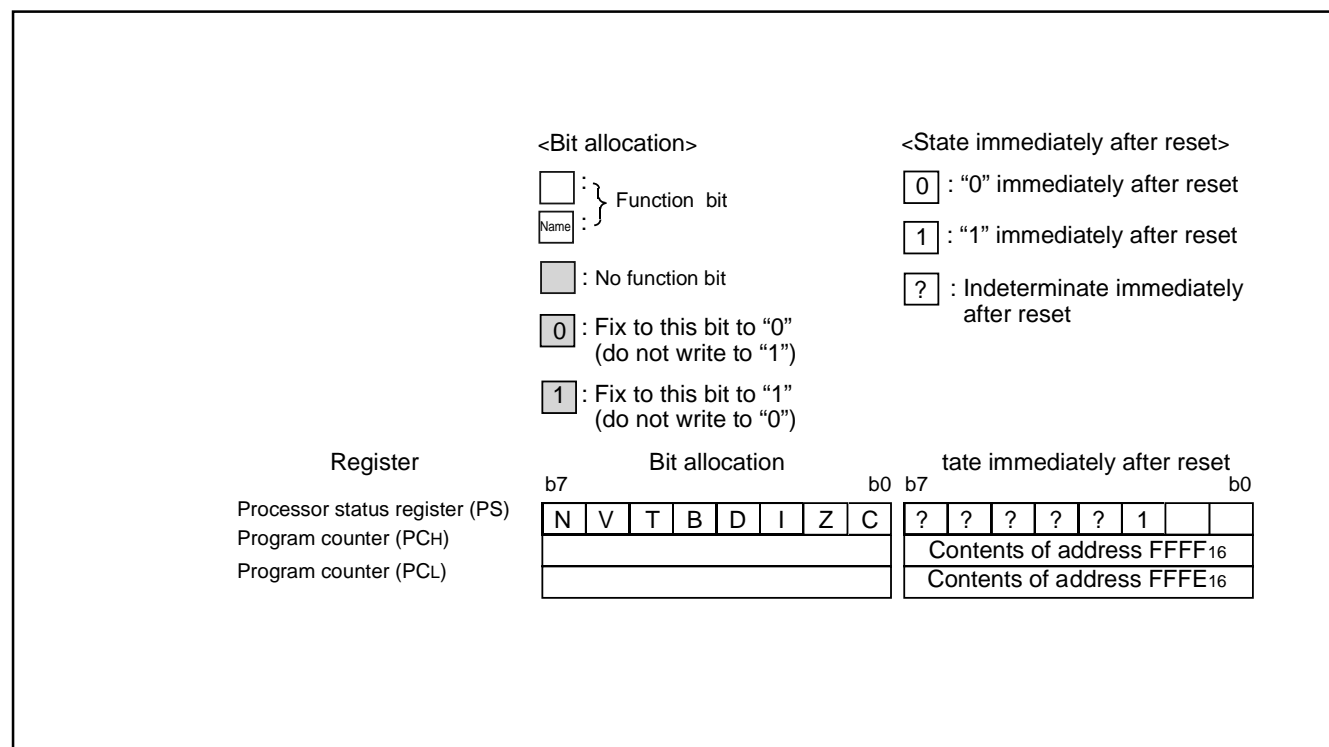 <Bit allocation>
:
Name :
Function bit
: No function bit
0 : Fix to this bit to “0”
(do not write to “1”)
1 : Fix to this bit to “1”
(do not write to “0”)
<State immediately after reset>
0 : “0” immediately after reset
1 : “1” immediately after reset
? : Indeterminate immediately
after reset
Register Bit allocation tate immediately after reset
b7 b0 b7 b0
Processor status register (PS) N V T B D I Z C ? ? ? ? ? 1
Program counter (PCH) Contents of address FFFF16
Program counter (PCL) Contents of address FFFE16